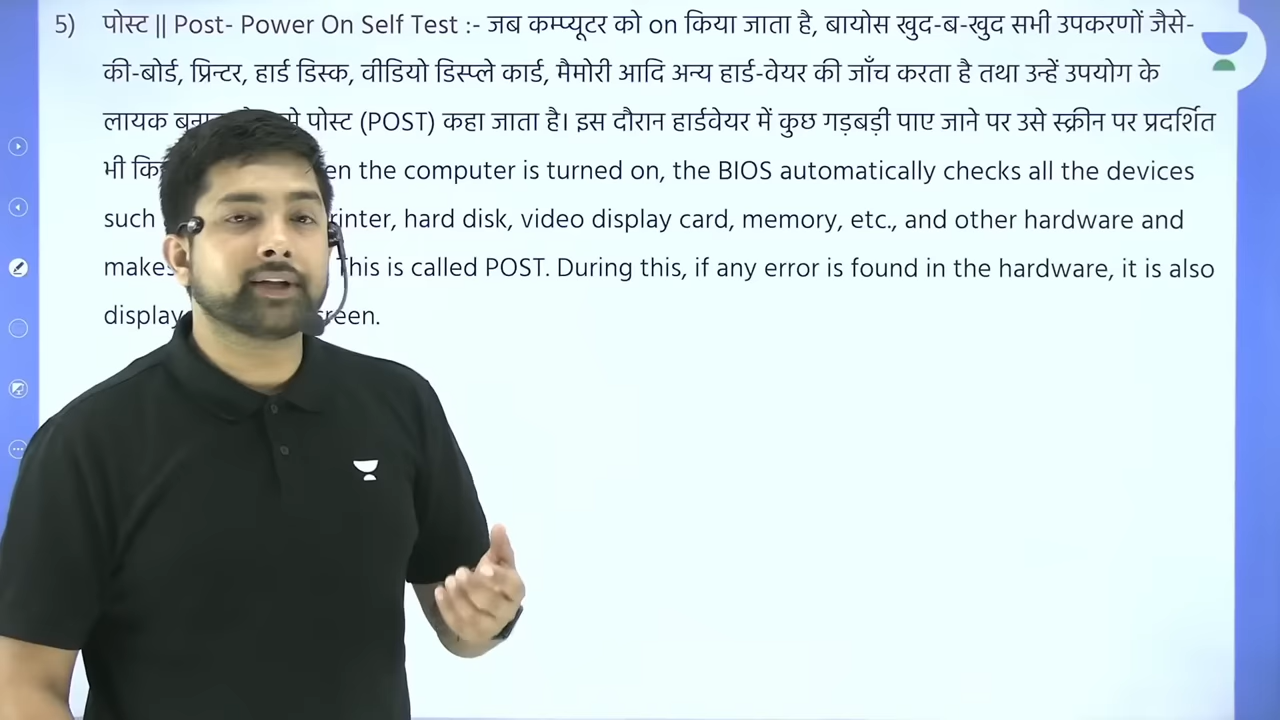 5) पोस्ट || Post- Power On Self Test :- जब कम्प्यूटर को on किया जाता है, बायोस खुद-ब-खुद सभी उपकरणों जैसे-
की-बोर्ड, प्रिन्टर, हार्ड डिस्क, वीडियो डिस्प्ले कार्ड, मैमोरी आदि अन्य हार्ड-वेयर की जाँच करता है तथा उन्हें उपयोग के
लायक पोस्ट (POST) कहा जाता है। इस दौरान हार्डवेयर में कुछ गड़बड़ी पाए जाने पर उसे स्क्रीन पर प्रदर्शित
भी the computer is turned on, the BIOS automatically checks all the devices
such hard disk, video display card, memory, etc., and other hardware and
This is called POST. During this, if any error is found in the hardware, it is also